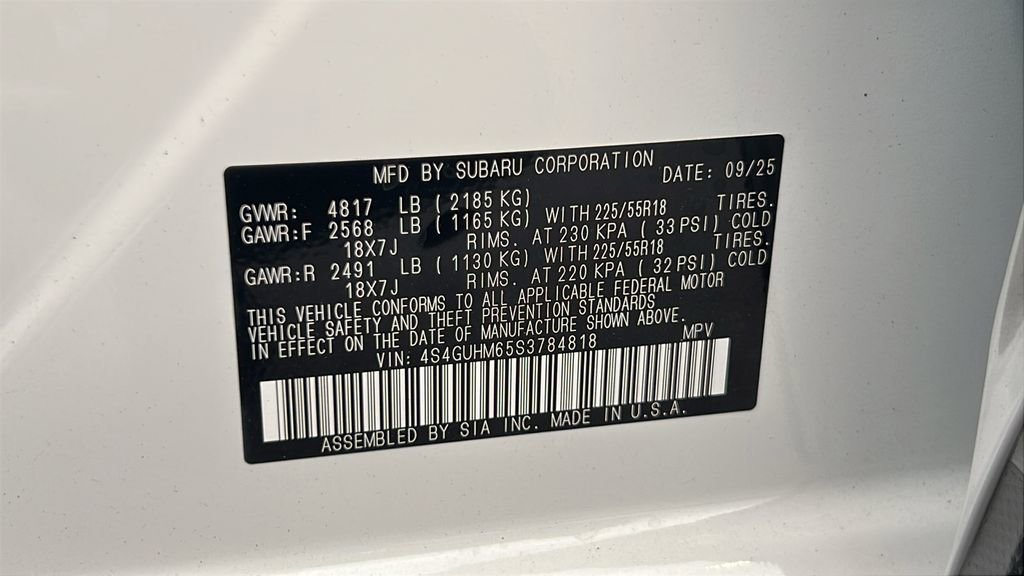 MFD BY SUBARU CORPORATION DATE: 09/25
GVWR: 4817 LB ( 2185 KG)
GAWR:F 2568 LB ( 1165 KG) WITH 225/55R18 TIRES.
18X7J RIMS. AT 230 KPA ( 33 PSI) COLD
GAWR:R 2491 LB ( 1130 KG) WITH 225/55R18 TIRES.
18X7J RIMS. AT 220 KPA ( 32 PSI) COLD
THIS VEHICLE CONFORMS TO ALL APPLICABLE FEDERAL MOTOR
VEHICLE SAFETY AND THEFT PREVENTION STANDARDS
IN EFFECT ON THE DATE OF MANUFACTURE SHOWN ABOVE.
VIN: 4S4GUHM65S3784818 MPV
ASSEMBLED BY SIA INC. MADE IN U.S.A.